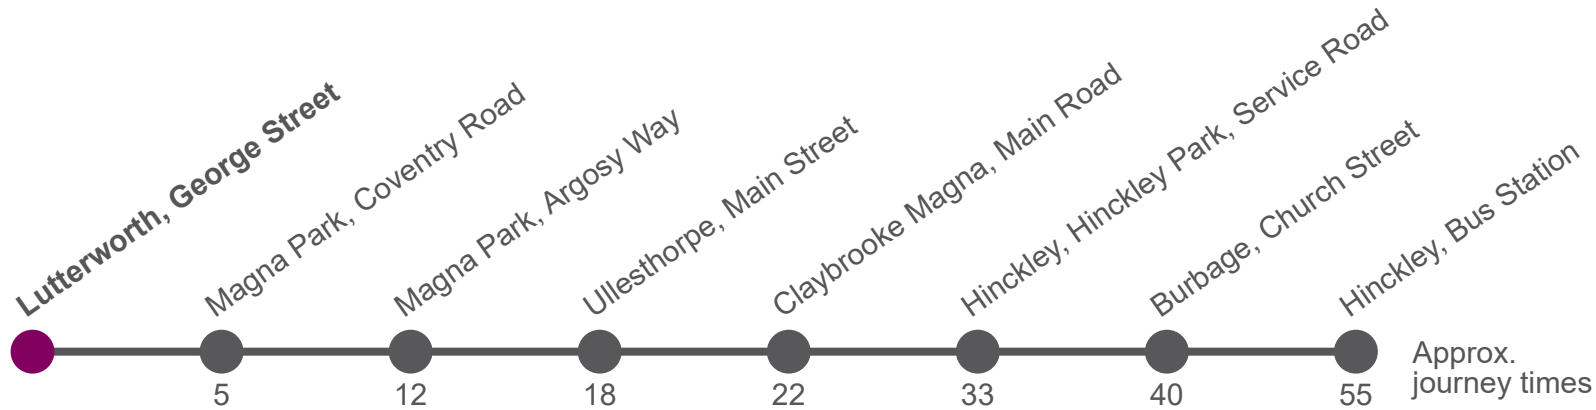 Lutterworth, George Street
Magna Park, Coventry Road
Magna Park, Argosy Way
Ullesthorpe, Main Street
Claybrooke Magna, Main Road
Hinckley, Hinckley Park, Service Road
Burbage, Church Street
Hinckley, Bus Station
5 12 18 22 33 40 55
Approx.
journey times